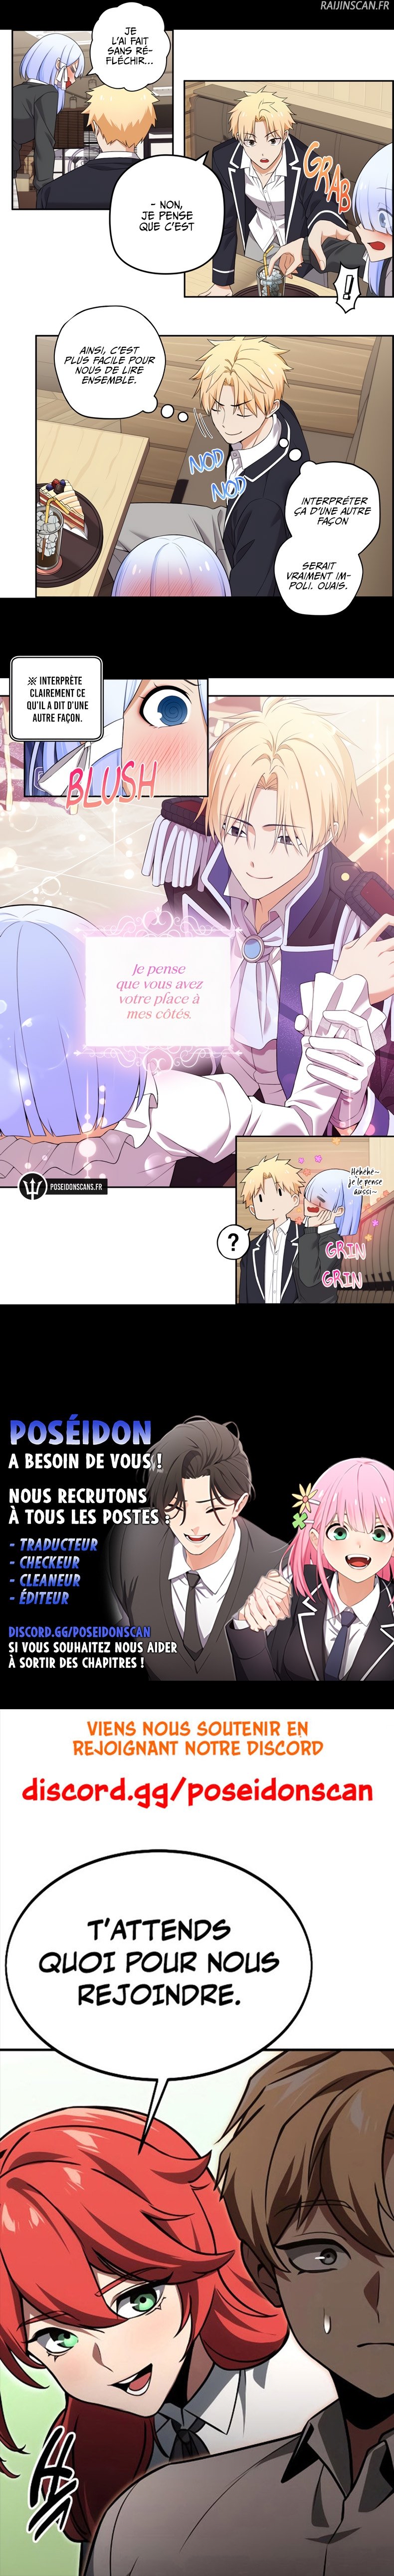 RAIJINSCAN.FR
JE
L'AI FAIT
SANS RÉ-
FLÉCHIR...
- NON,
JE PENSE
QUE C'EST
GRAB
!
AINSI, C'EST
PLUS FACILE POUR
NOUS DE LIRE
ENSEMBLE.
NOD
NOD
INTERPRÉTER
ÇA D'UNE AUTRE
FAÇON
SERAIT
VRAIMENT IM-
POLI. OUAIS.
※ INTERPRÈTE
CLAIREMENT CE
QU'IL A DIT D'UNE
AUTRE FAÇON.
BLUSH
Je pense
que vous avez
votre place à
mes côtés.
POSEIDONSCANS.FR
Héhéhé~
je le pense
aussi~
?
GRIN
GRIN
POSÉIDON
A BESOIN DE VOUS !
NOUS RECRUTONS
À TOUS LES POSTES :
- TRADUCTEUR
- CHECKEUR
- CLEANEUR
- ÉDITEUR
DISCORD.GG/POSEIDONSCAN
SI VOUS SOUHAITEZ NOUS AIDER
À SORTIR DES CHAPITRES !
VIENS NOUS SOUTENIR EN
REJOIGNANT NOTRE DISCORD
discord.gg/poseidonscan
T'ATTENDS
QUOI POUR NOUS
REJOINDRE.